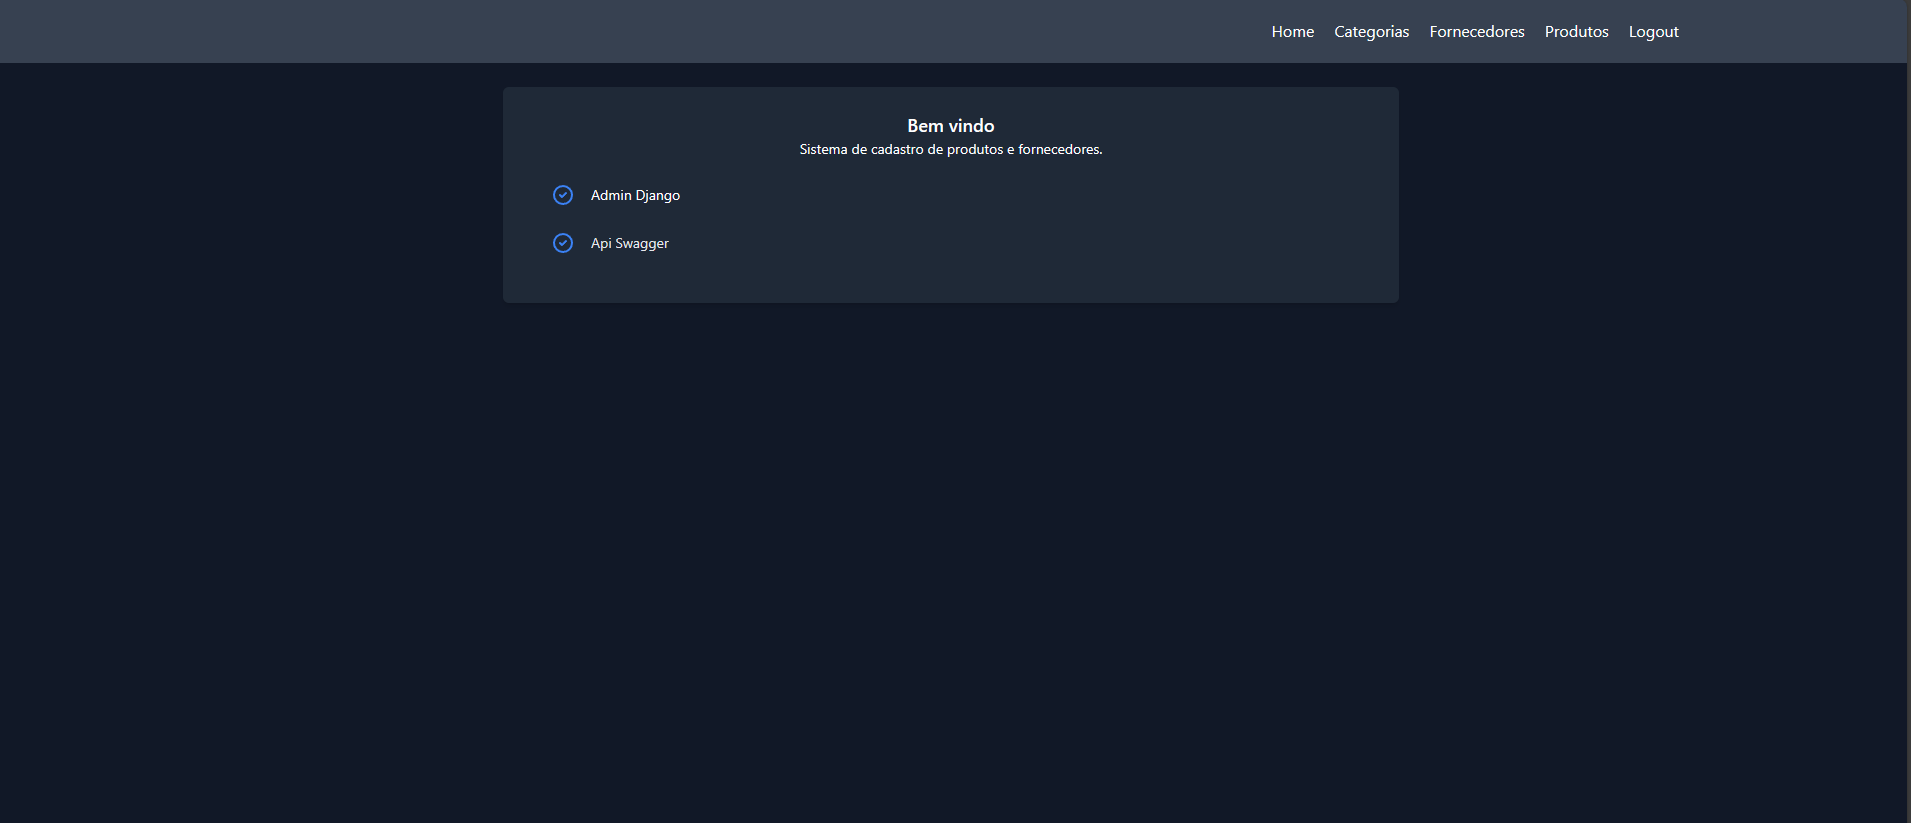 Home Categorias Fornecedores Produtos Logout
Bem vindo
Sistema de cadastro de produtos e fornecedores.
Admin Django
Api Swagger